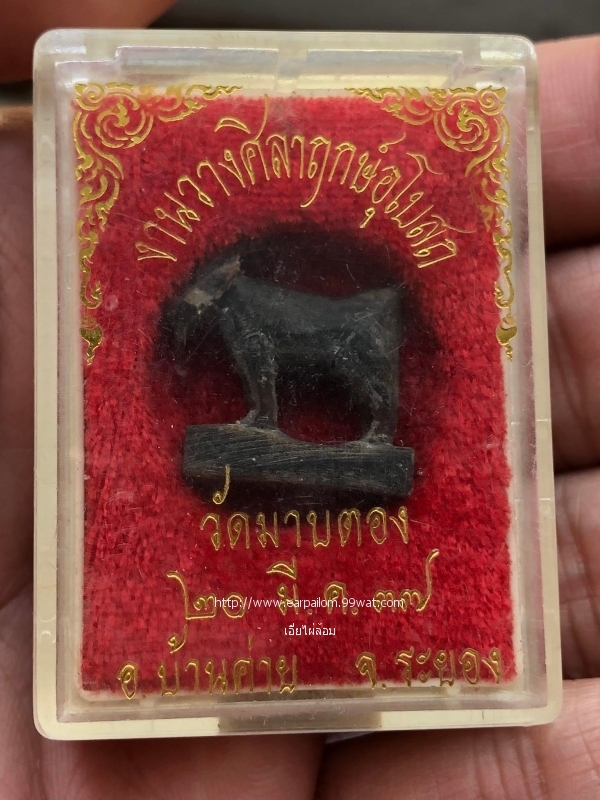 งานวางศิลาฤกษ์อุโบสถ
วัดมาบตอง
๒๐ มี.ค.๓๗
http://www.earpailom.99wat.com/
เอี่ยไผ่ล้อม
อ.บ้านค่าย จ.ระยอง